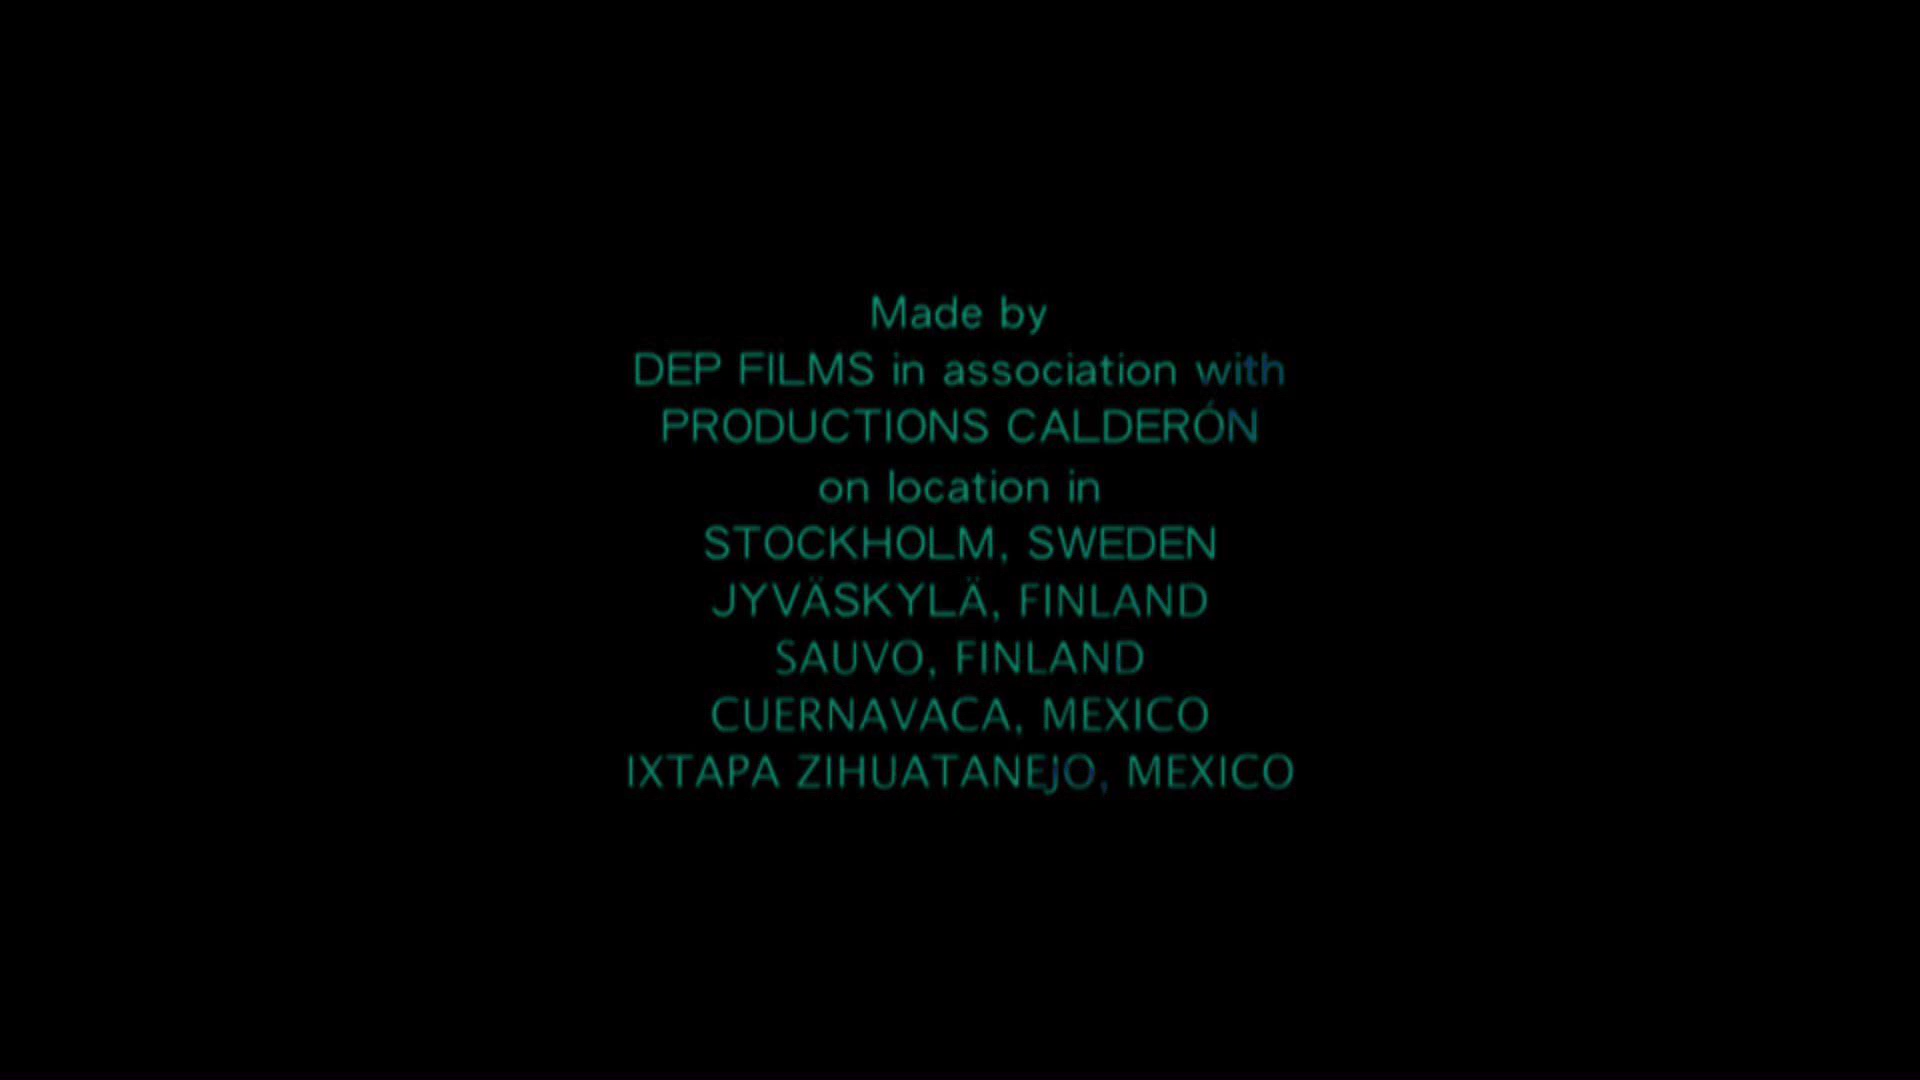 Made by
DEP FILMS in association with
PRODUCTIONS CALDERÓN
on location in
STOCKHOLM, SWEDEN
JYVÄSKYLÄ, FINLAND
SAUVO, FINLAND
CUERNAVACA, MEXICO
IXTAPA ZIHUATANEJO, MEXICO